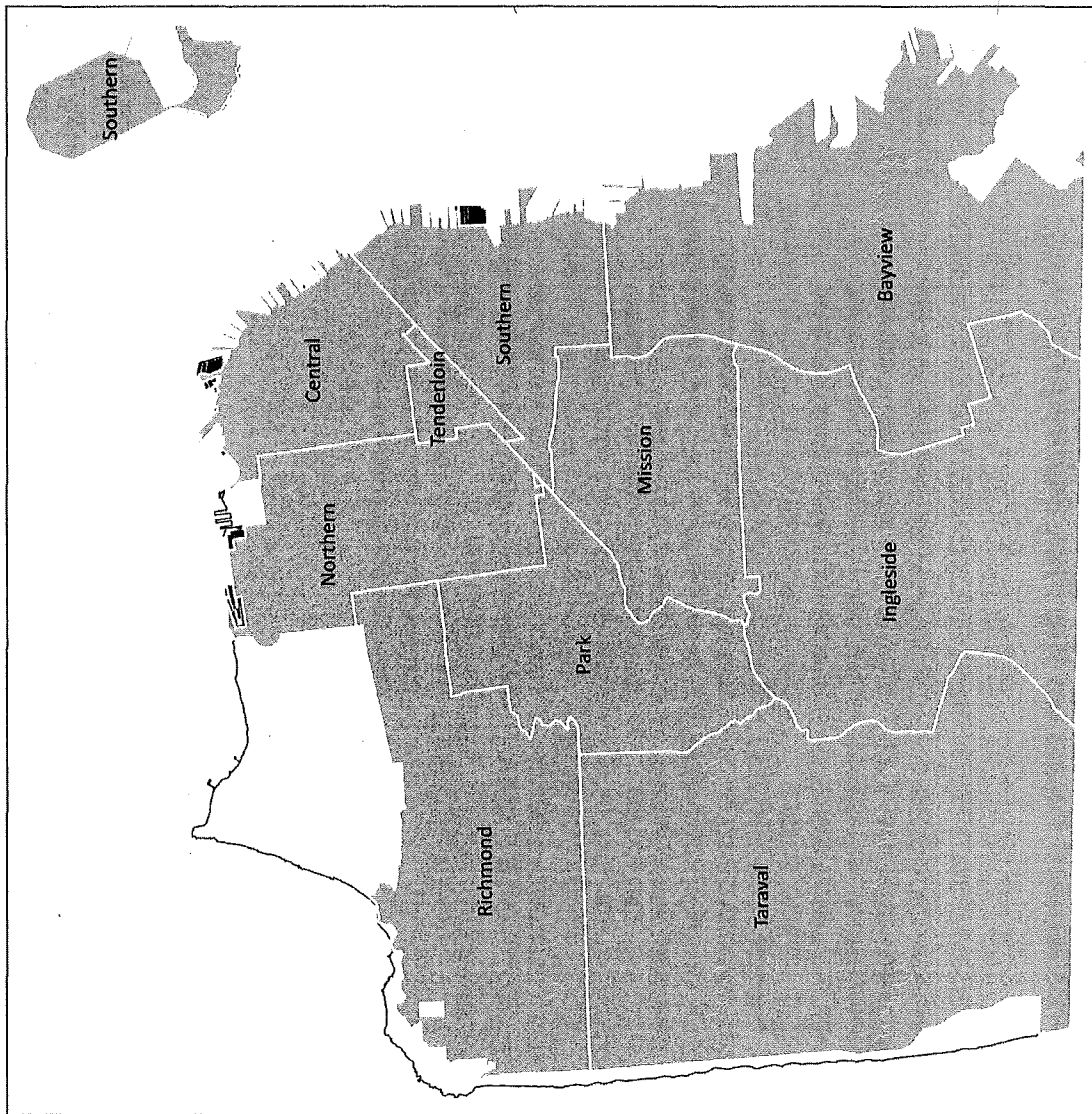 Southern
Central
Tenderloin
Southern
Northern
Mission
Bayview
Park
Ingleside
Richmond
Taraval